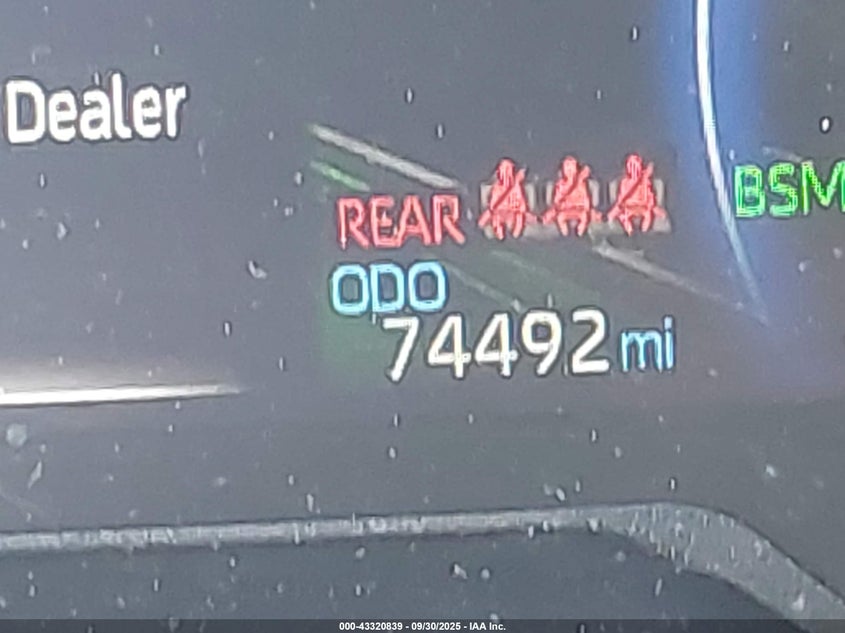 Dealer
REAR
BSM
ODO
74492 mi
000-43320839 - 09/30/2025 - IAA Inc.